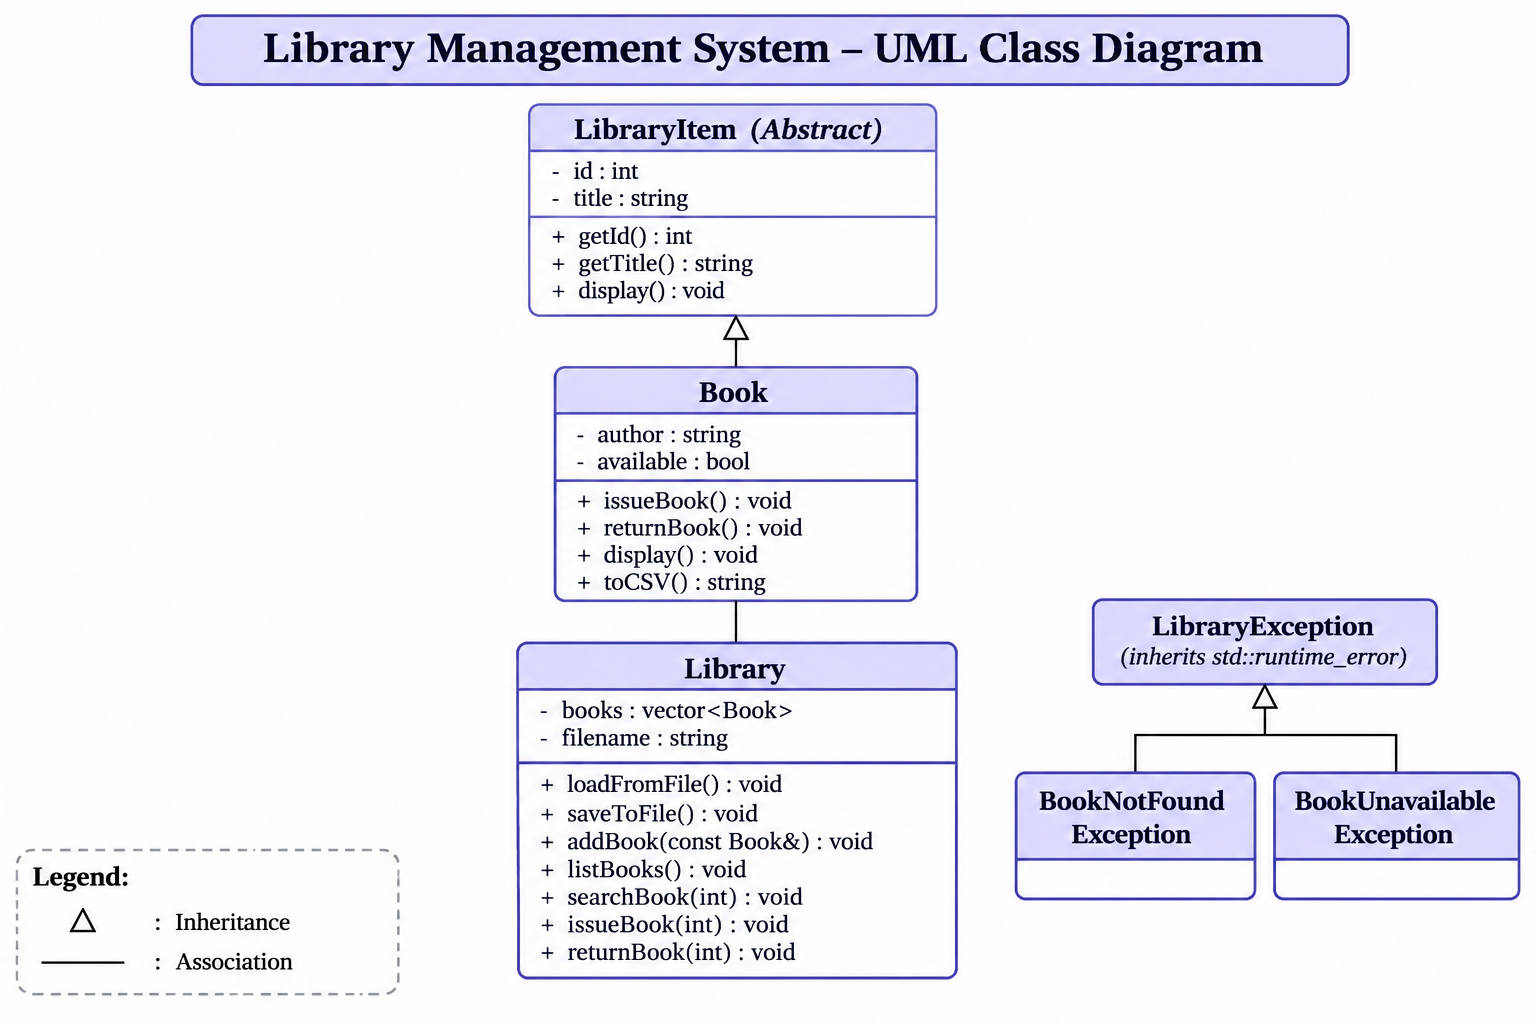 Library Management System – UML Class Diagram
LibraryItem (Abstract)
- id : int
- title : string
+ getId() : int
+ getTitle() : string
+ display() : void
Book
- author : string
- available : bool
+ issueBook() : void
+ returnBook() : void
+ display() : void
+ toCSV() : string
Library
- books : vector<Book>
- filename : string
+ loadFromFile() : void
+ saveToFile() : void
+ addBook(const Book&) : void
+ listBooks() : void
+ searchBook(int) : void
+ issueBook(int) : void
+ returnBook(int) : void
LibraryException
(inherits std::runtime_error)
BookNotFound
Exception
BookUnavailable
Exception
Legend:
: Inheritance
: Association